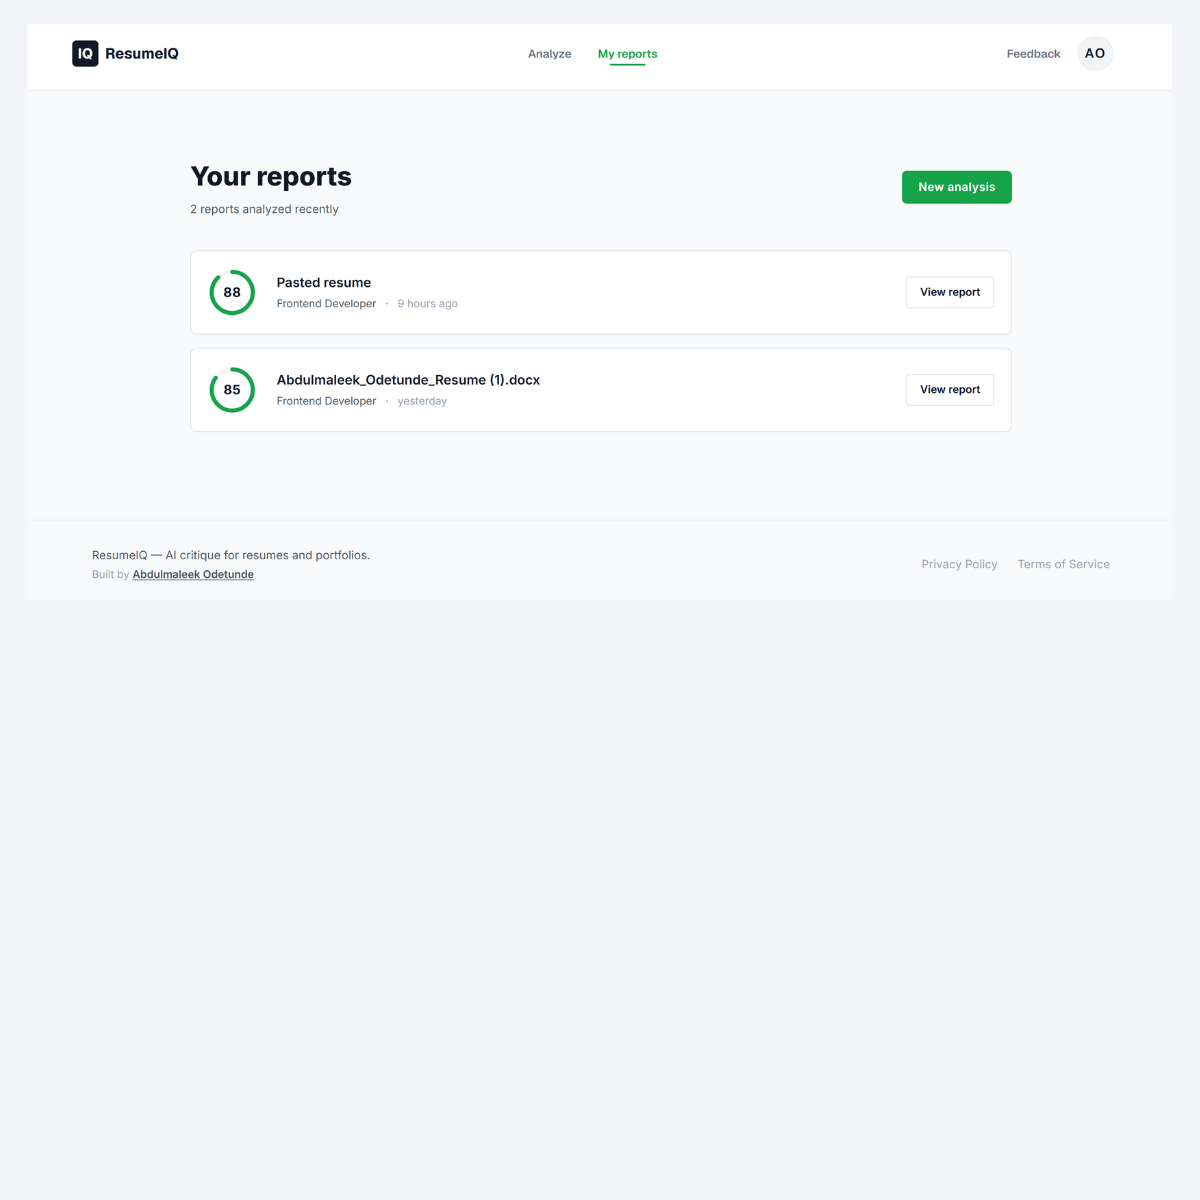 IQ ResumeIQ
Analyze
My reports
Feedback
AO
Your reports
2 reports analyzed recently
New analysis
88
Pasted resume
Frontend Developer · 9 hours ago
View report
85
Abdulmaleek_Odetunde_Resume (1).docx
Frontend Developer · yesterday
View report
ResumeIQ — AI critique for resumes and portfolios.
Built by Abdulmaleek Odetunde
Privacy Policy
Terms of Service